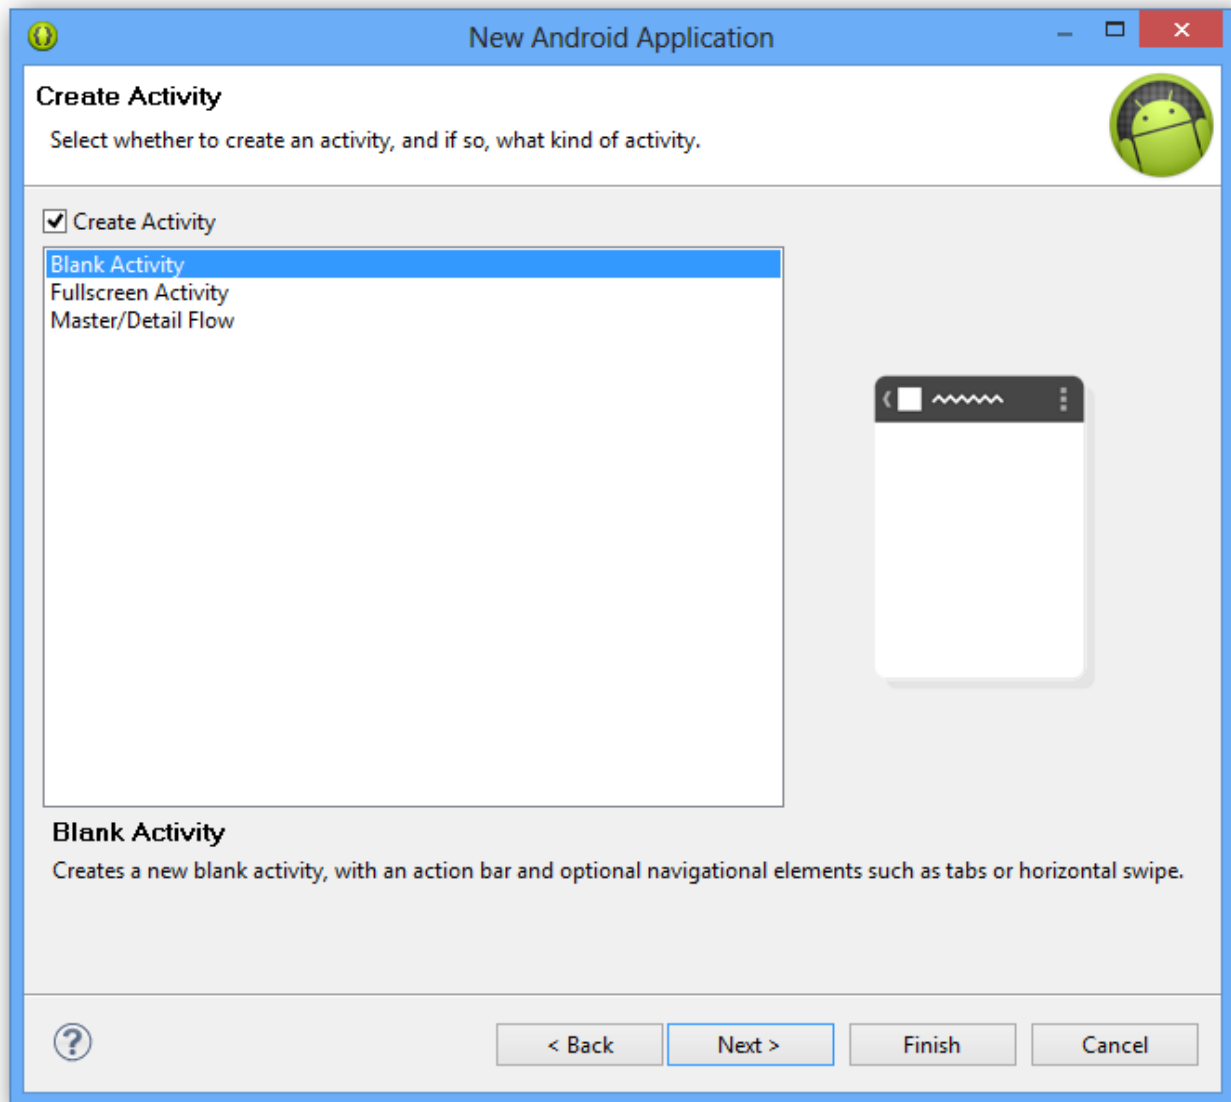 New Android Application
Create Activity
Select whether to create an activity, and if so, what kind of activity.
Create Activity
Blank Activity
Fullscreen Activity
Master/Detail Flow
Blank Activity
Creates a new blank activity, with an action bar and optional navigational elements such as tabs or horizontal swipe.
< Back
Next >
Finish
Cancel